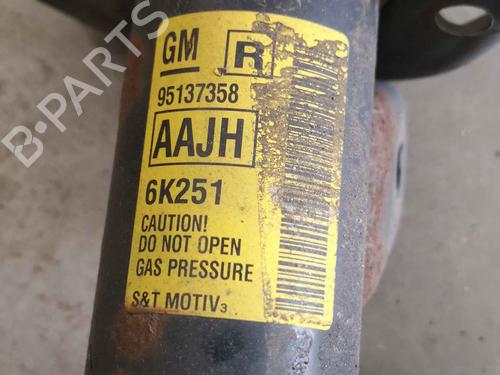 GM R
95137358
AAJH
6K251
CAUTION!
DO NOT OPEN
GAS PRESSURE
S&T MOTIV3
B-PARTS